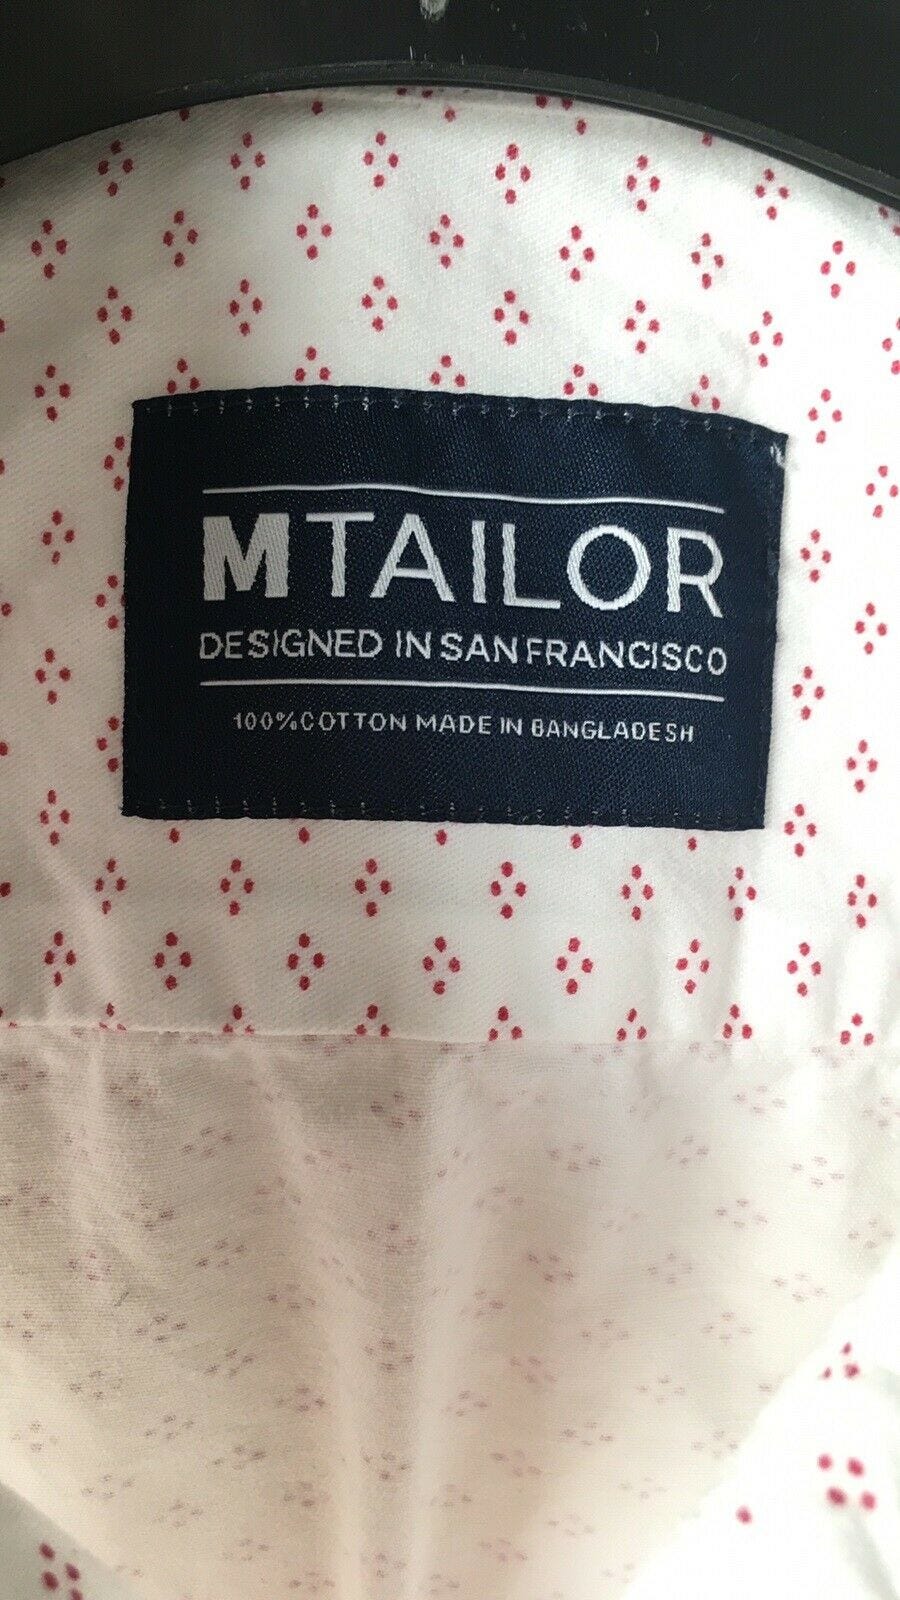 MTAILOR
DESIGNED IN SAN FRANCISCO
100% COTTON MADE IN BANGLADESH